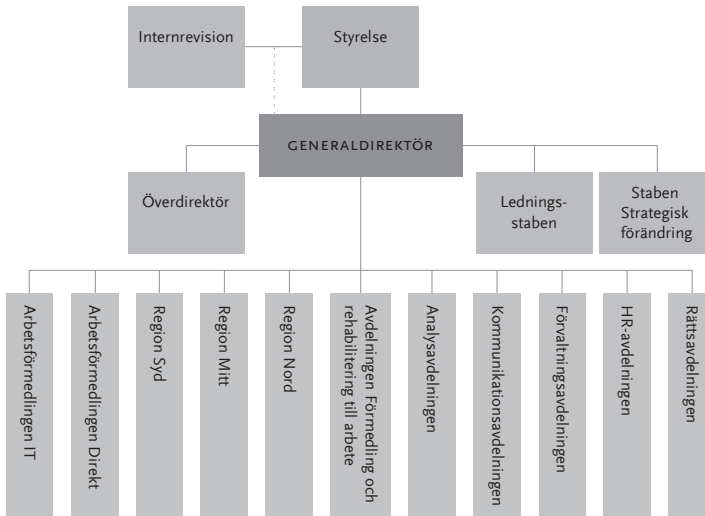 Internrevision
Styrelse
GENERALDIREKTÖR
Överdirektör
Lednings-
staben
Staben
Strategisk
förändring
Arbetsförmedlingen IT
Arbetsförmedlingen Direkt
Region Syd
Region Mitt
Region Nord
Avdelningen Förmedling och
rehabilitering till arbete
Analysavdelningen
Kommunikationsavdelningen
Förvaltningsavdelningen
HR-avdelningen
Rättsavdelningen